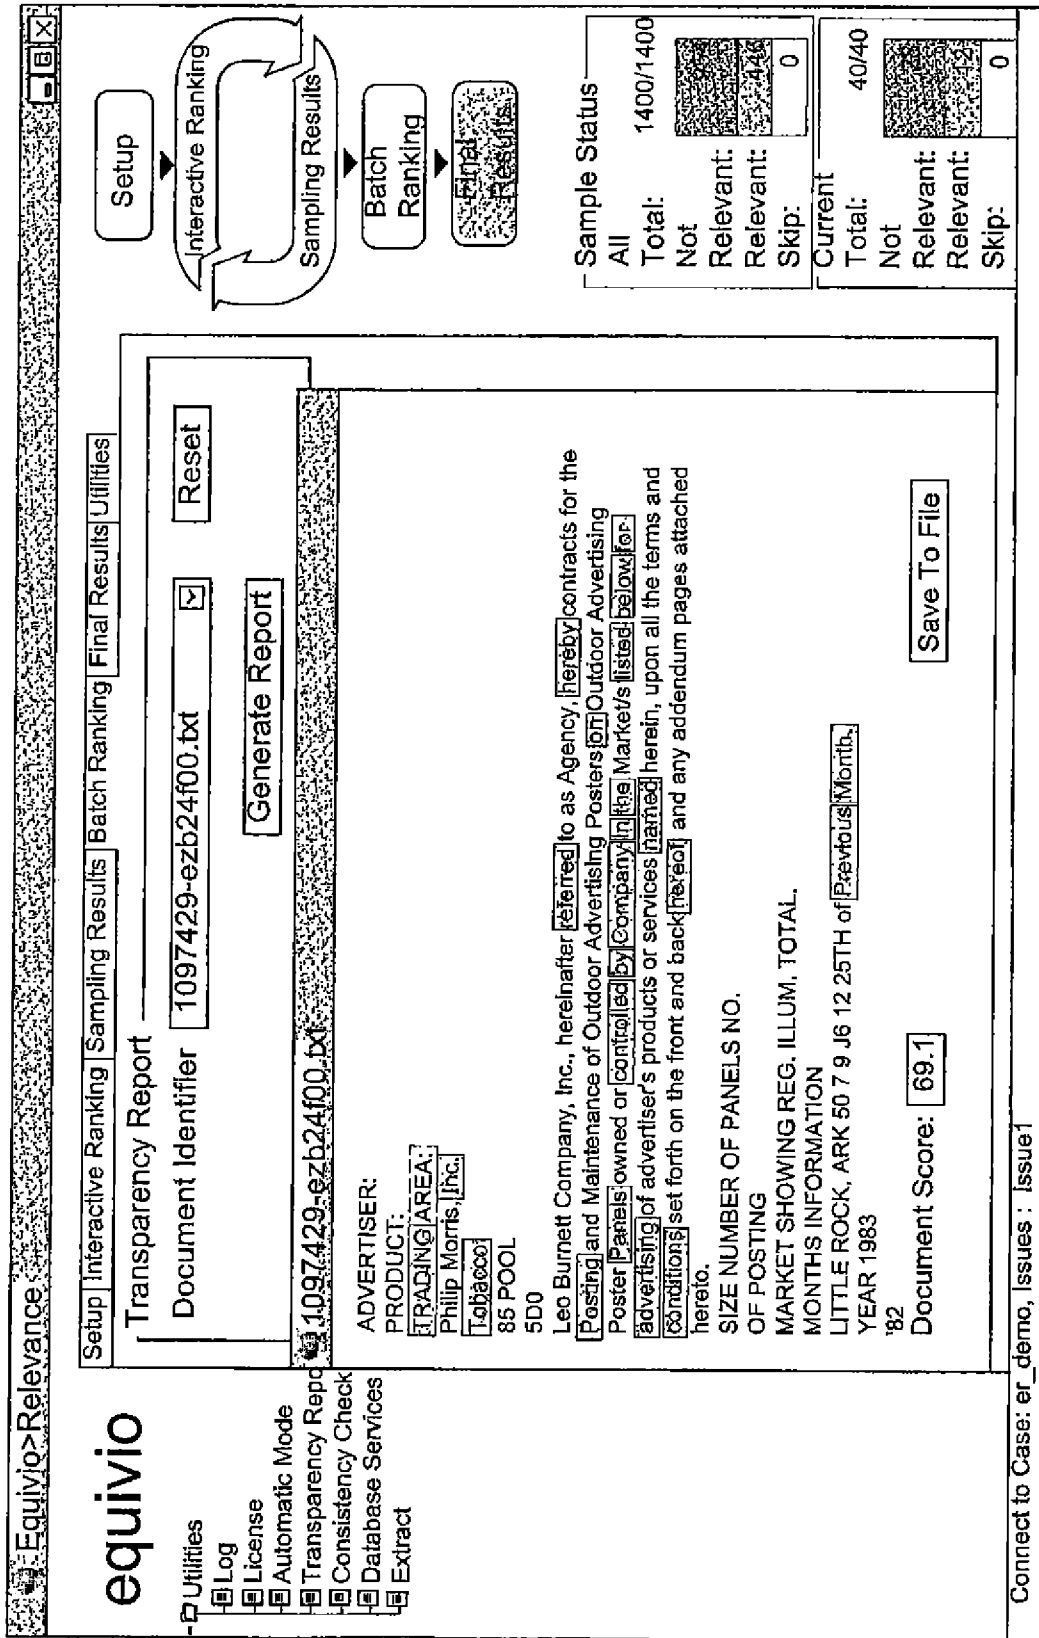 Equivio>Relevance
equivio
Utilities
Log
License
Automatic Mode
Transparency Repo
Consistency Check
Database Services
Extract
Setup Interactive Ranking Sampling Results Batch Ranking Final Results Utilities
Transparency Report
Document Identifier 1097429-ezb24f00.txt Reset
Generate Report
1097429-ezb24f00.txt
ADVERTISER:
PRODUCT:
TRADING AREA:
Philip Morris, Inc.
Tobacco
85 POOL
5D0
Leo Burnett Company, Inc., hereinafter referred to as Agency, hereby contracts for the
Posting and Maintenance of Outdoor Advertising Posters on Outdoor Advertising
Poster Panels owned or controlled by Company in the Market/s listed below for
advertising of advertiser's products or services named herein, upon all the terms and
conditions set forth on the front and back hereof and any addendum pages attached
hereto.
SIZE NUMBER OF PANELS NO.
OF POSTING
MARKET SHOWING REG. ILLUM. TOTAL.
MONTHS INFORMATION
LITTLE ROCK, ARK 50 7 9 J6 12 25TH of Previous Month.
YEAR 1983
'82
Document Score: 69.1
Save To File
Setup
Interactive Ranking
Sampling Results
Batch
Ranking
Final
Results
Sample Status
All
Total: 1400/1400
Not
Relevant:
Relevant: 446
Skip: 0
Current
Total: 40/40
Not
Relevant:
Relevant: 12
Skip: 0
Connect to Case: er_demo, Issues : Issue1